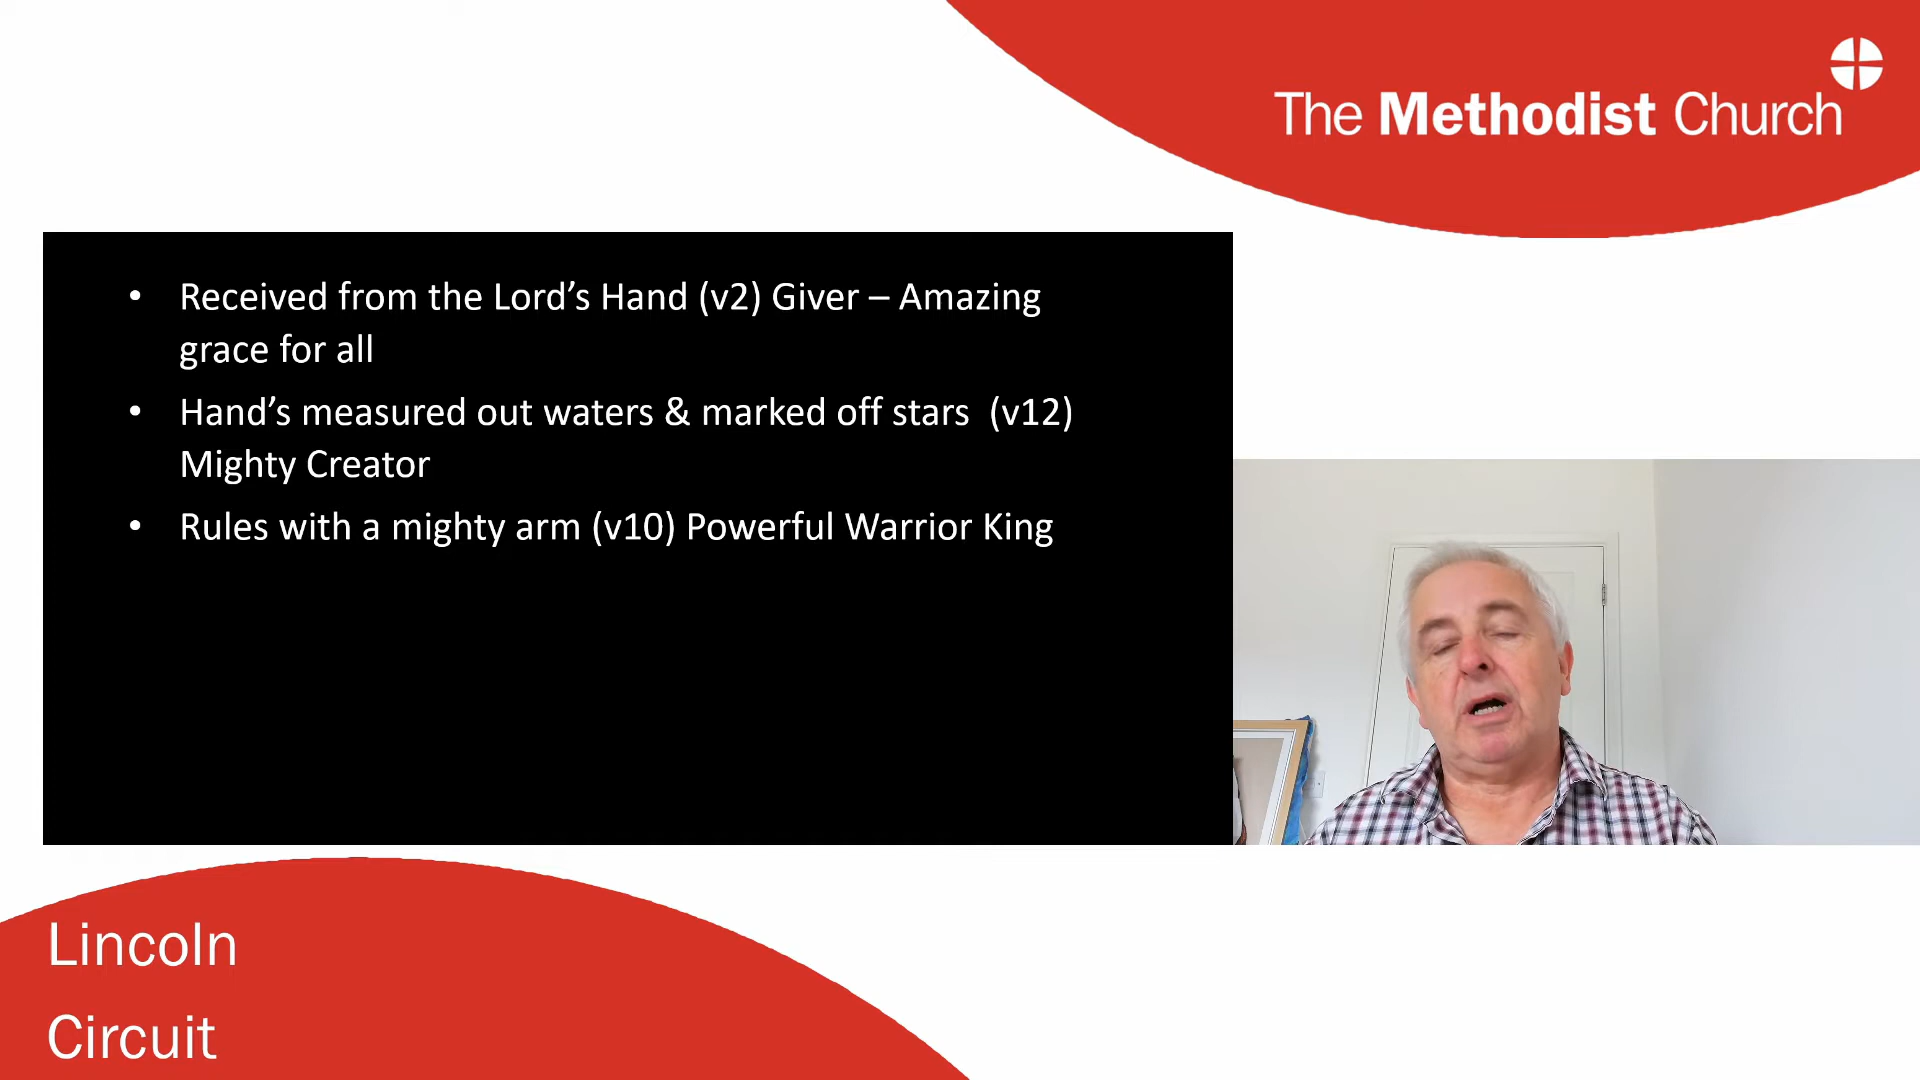 The Methodist Church
• Received from the Lord’s Hand (v2) Giver – Amazing
grace for all
• Hand’s measured out waters & marked off stars  (v12)
Mighty Creator
• Rules with a mighty arm (v10) Powerful Warrior King
Lincoln
Circuit